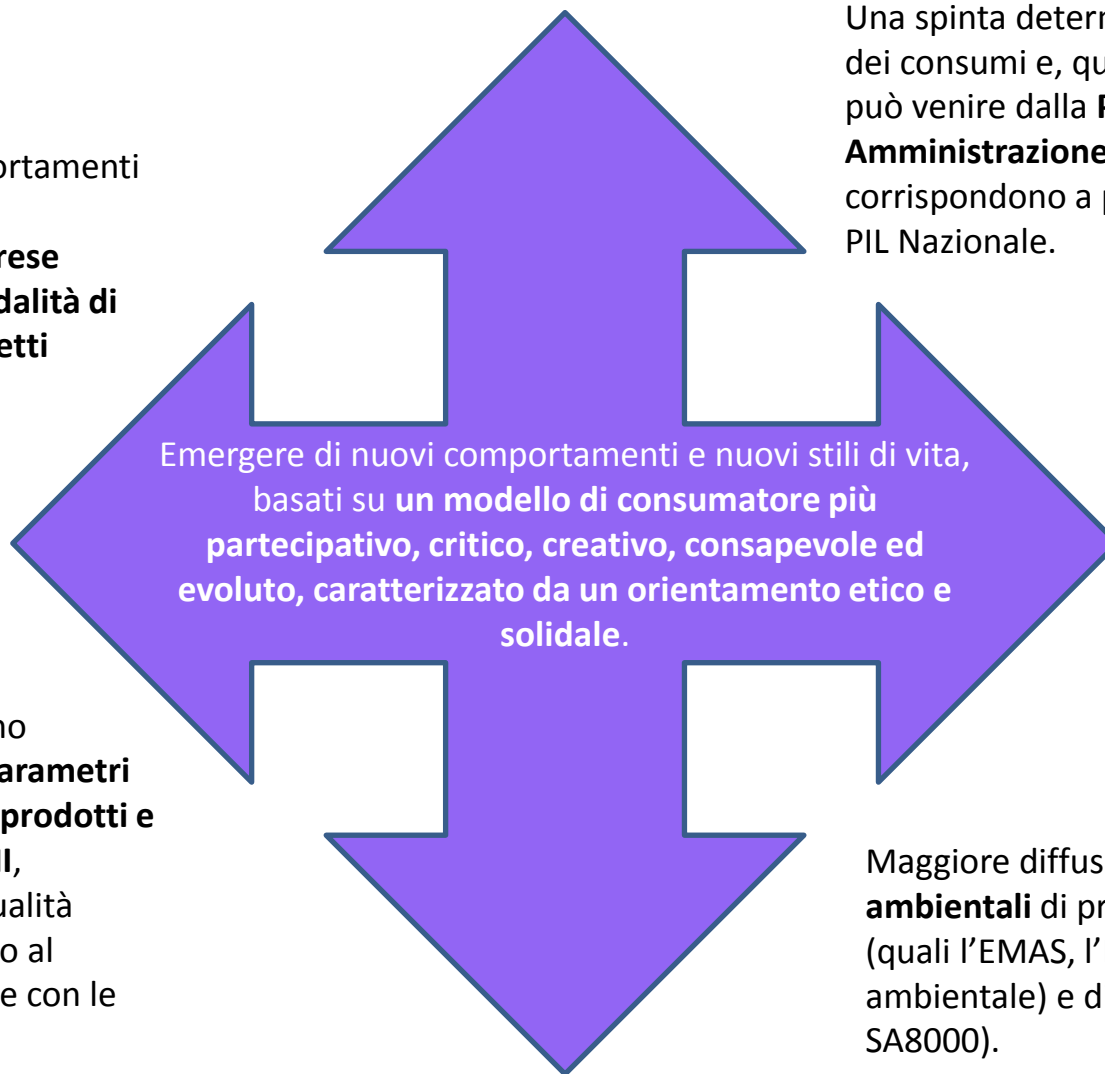 ortamenti
rese
dalità di
etti
Una spinta deter
dei consumi e, qu
può venire dalla P
Amministrazione
corrispondono a p
PIL Nazionale.
Emergere di nuovi comportamenti e nuovi stili di vita,
basati su un modello di consumatore più
partecipativo, critico, creativo, consapevole ed
evoluto, caratterizzato da un orientamento etico e
solidale.
no
arametri
prodotti e
I,
ualità
o al
e con le
Maggiore diffus
ambientali di pr
(quali l’EMAS, l’
ambientale) e d
SA8000).